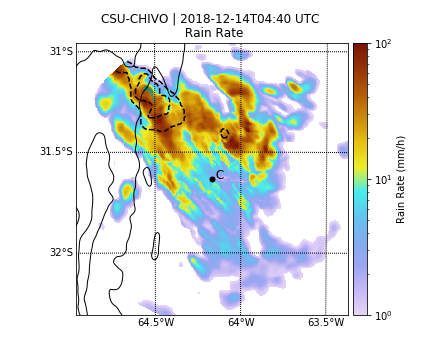 CSU-CHIVO | 2018-12-14T04:40 UTC
Rain Rate
31°S
31.5°S
32°S
64.5°W
64°W
63.5°W
C
10²
10¹
10⁰
Rain Rate (mm/h)